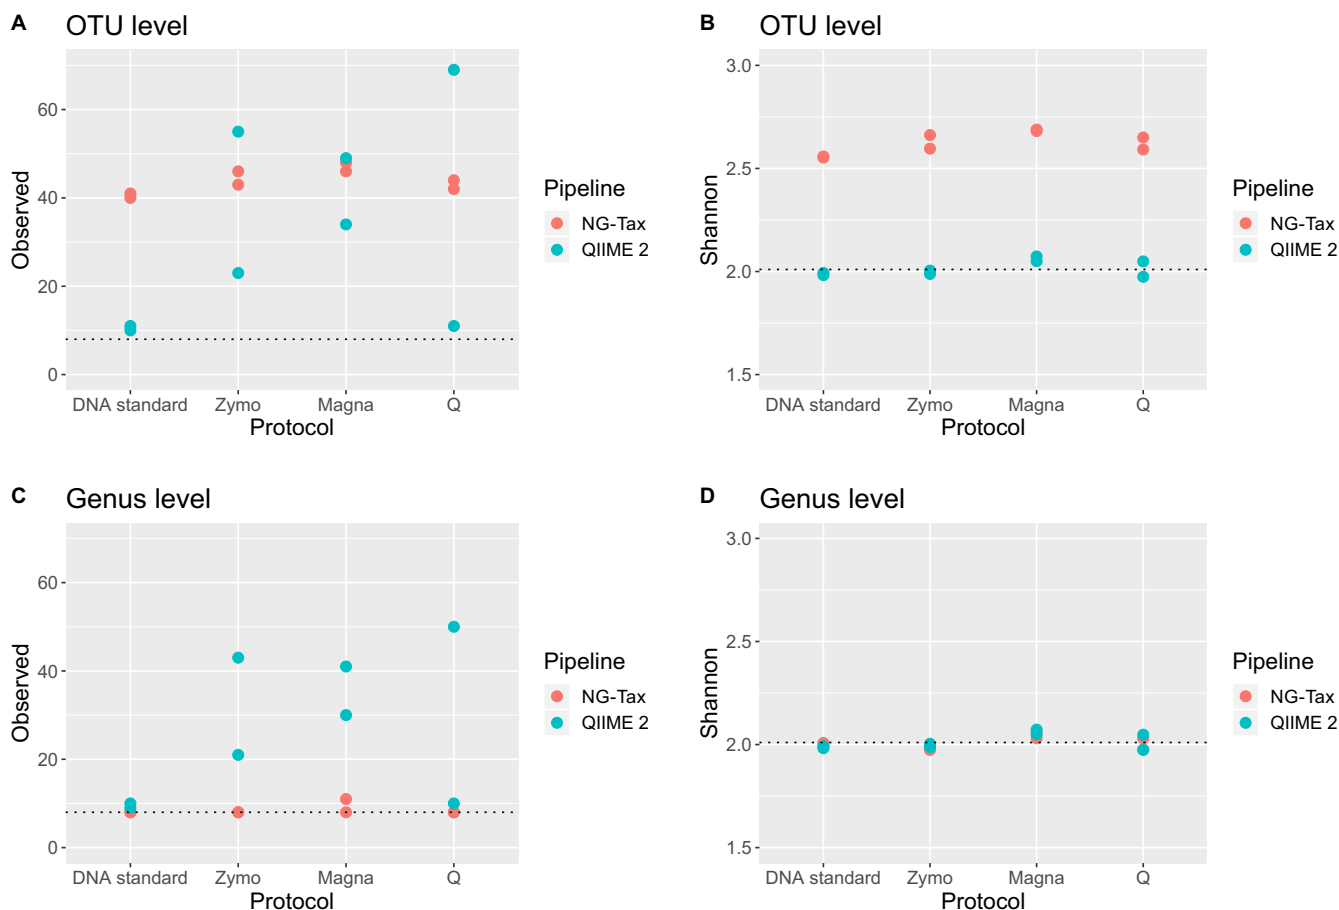 A OTU level
60
40
20
0
Observed
DNA standard Zymo Magna Q
Protocol
Pipeline
NG-Tax
QIIME 2
B OTU level
3.0
2.5
2.0
1.5
Shannon
DNA standard Zymo Magna Q
Protocol
Pipeline
NG-Tax
QIIME 2
C Genus level
60
40
20
0
Observed
DNA standard Zymo Magna Q
Protocol
Pipeline
NG-Tax
QIIME 2
D Genus level
3.0
2.5
2.0
1.5
Shannon
DNA standard Zymo Magna Q
Protocol
Pipeline
NG-Tax
QIIME 2